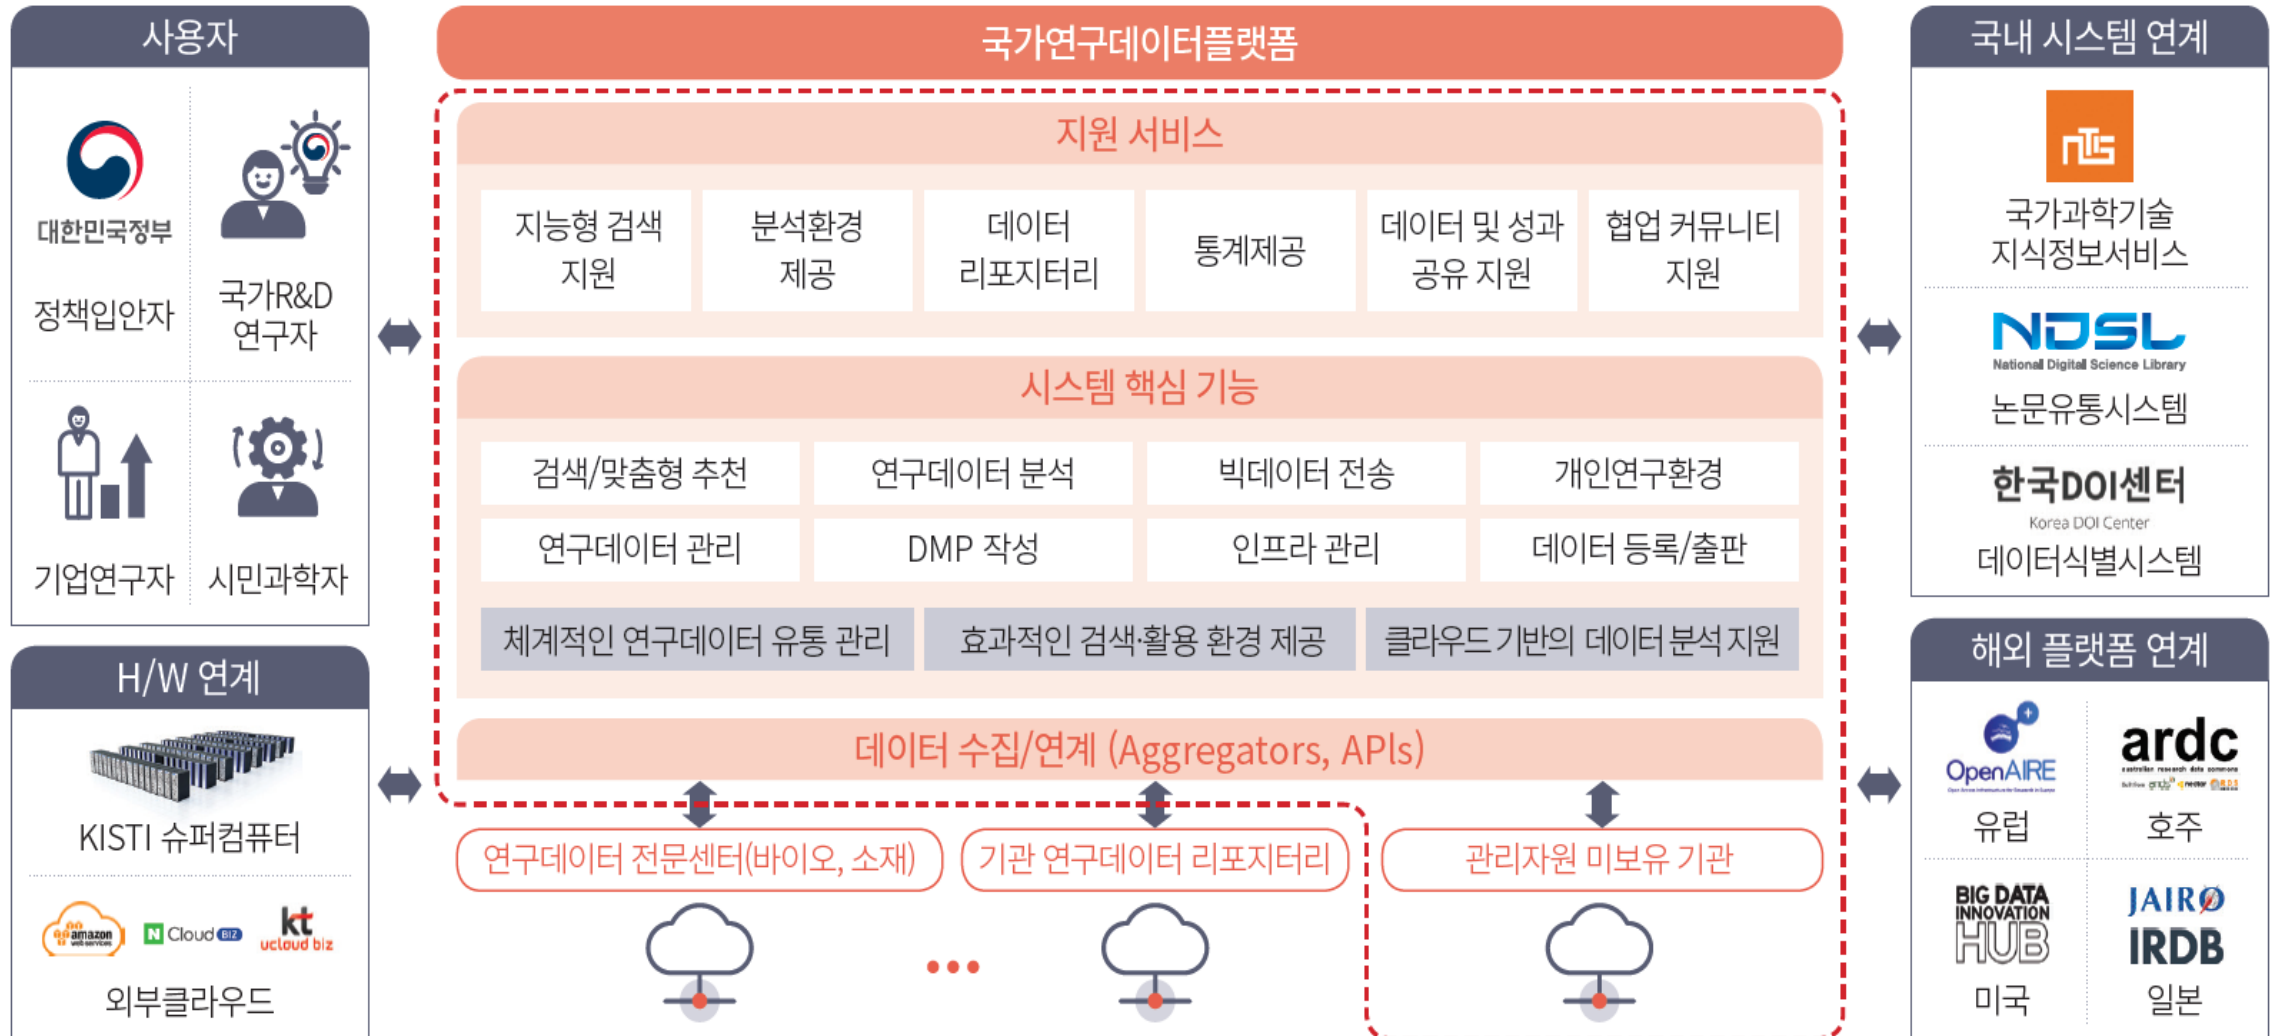 사용자
대한민국정부
정책입안자
국가R&D
연구자
기업연구자
시민과학자
H/W 연계
KISTI 슈퍼컴퓨터
amazon
web services
N Cloud BIZ
kt
ucloud biz
외부클라우드
국가연구데이터플랫폼
지원 서비스
지능형 검색
지원
분석환경
제공
데이터
리포지터리
통계제공
데이터 및 성과
공유 지원
협업 커뮤니티
지원
시스템 핵심 기능
검색/맞춤형 추천
연구데이터 분석
빅데이터 전송
개인연구환경
연구데이터 관리
DMP 작성
인프라 관리
데이터 등록/출판
체계적인 연구데이터 유통 관리
효과적인 검색·활용 환경 제공
클라우드 기반의 데이터 분석 지원
데이터 수집/연계 (Aggregators, APIs)
연구데이터 전문센터(바이오, 소재)
기관 연구데이터 리포지터리
관리자원 미보유 기관
국내 시스템 연계
NTIS
국가과학기술
지식정보서비스
NDSL
National Digital Science Library
논문유통시스템
한국DOI센터
Korea DOI Center
데이터식별시스템
해외 플랫폼 연계
OpenAIRE
유럽
ardc
australian research data commons
호주
BIG DATA
INNOVATION
HUB
미국
JAIRO
IRDB
일본